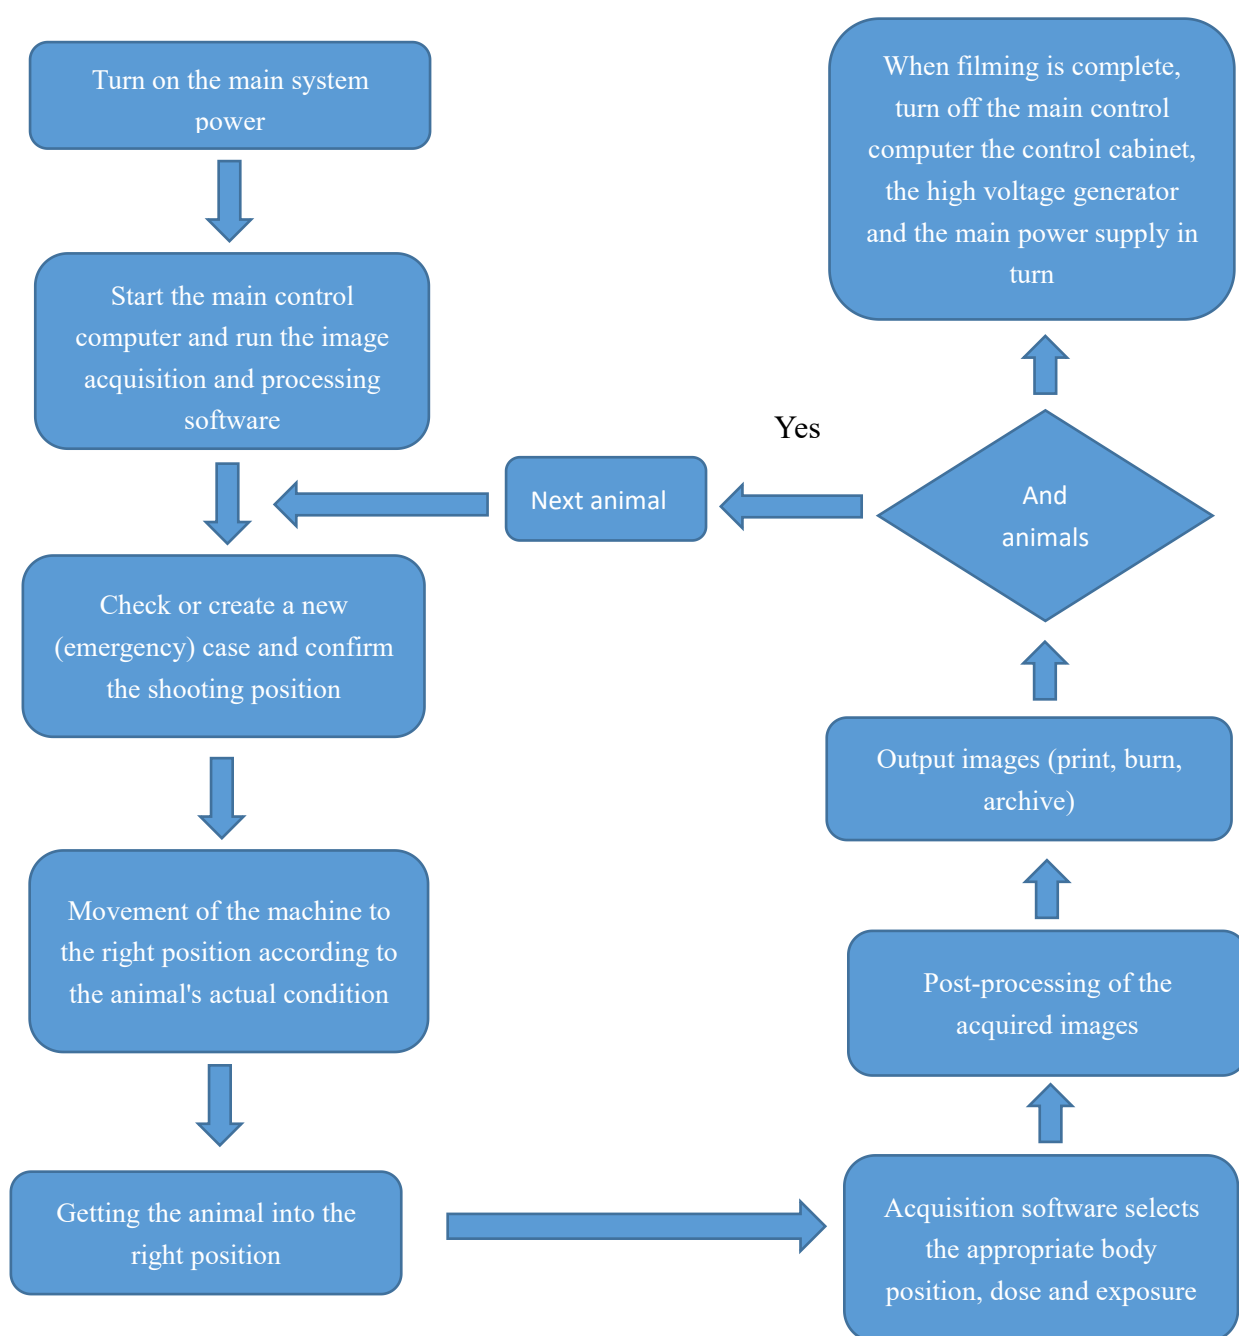 Turn on the main system
power
Start the main control
computer and run the image
acquisition and processing
software
Check or create a new
(emergency) case and confirm
the shooting position
Movement of the machine to
the right position according to
the animal's actual condition
Getting the animal into the
right position
Acquisition software selects
the appropriate body
position, dose and exposure
Post-processing of the
acquired images
Output images (print, burn,
archive)
And
animals
Yes
Next animal
When filming is complete,
turn off the main control
computer the control cabinet,
the high voltage generator
and the main power supply in
turn